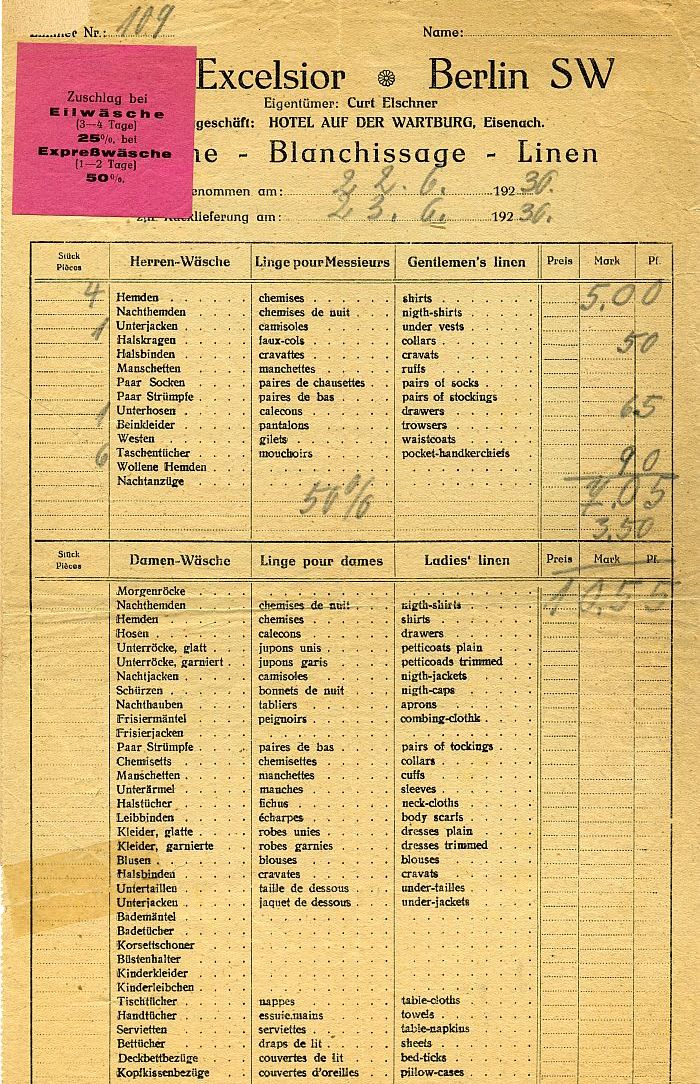 Nr.: 109 Name:
Excelsior Berlin SW
Eigentümer: Curt Elschner
geschäft: HOTEL AUF DER WARTBURG, Eisenach.
he - Blanchissage - Linen
enommen am: 22. 6. 192 30.
Rücklieferung am: 23. 6. 192 30.
Zuschlag bei
Eilwäsche
(3—4 Tage)
25%, bei
Expreßwäsche
(1—2 Tage)
50%.
Stück Pièces Herren-Wäsche Linge pour Messieurs Gentlemen's linen Preis Mark Pf.
4 Hemden chemises shirts 5.00
Nachthemden chemises de nuit nigth-shirts
1 Unterjacken camisoles under vests
Halskragen faux-cols collars 50
Halsbinden cravattes cravats
Manschetten manchettes ruffs
Paar Socken paires de chausettes pairs of socks
Paar Strümpfe paires de bas pairs of stockings
1 Unterhosen calecons drawers 65
Beinkleider pantalons trowsers
Westen gilets waistcoats
6 Taschentücher mouchoirs pocket-handkerchiefs 90
Wollene Hemden
Nachtanzüge 7.05
50% 3.50
Stück Pièces Damen-Wäsche Linge pour dames Ladies' linen Preis Mark Pf.
10.55
Morgenröcke
Nachthemden chemises de nuit nigth-shirts
Hemden chemises shirts
Hosen calecons drawers
Unterröcke, glatt jupons unis petticoats plain
Unterröcke, garniert jupons garis petticoads trimmed
Nachtjacken camisoles nigth-jackets
Schürzen bonnets de nuit nigth-caps
Nachthauben tabliers aprons
Frisiermäntel peignoirs combing-clothk
Frisierjacken
Paar Strümpfe paires de bas pairs of tockings
Chemisetts chemisettes collars
Manschetten manchettes cuffs
Unterärmel manches sleeves
Halstücher fichus neck-cloths
Leibbinden écharpes body scarfs
Kleider, glatte robes unies dresses plain
Kleider, garnierte robes garnies dresses trimmed
Blusen blouses blouses
Halsbinden cravates cravats
Untertaillen taille de dessous under-tailles
Unterjacken jaquet de dessous under-jackets
Bademäntel
Badetücher
Korsettschoner
Büstenhalter
Kinderkleider
Kinderleibchen
Tischtücher nappes table-cloths
Handtücher essuie.mains towels
Servietten serviettes table-napkins
Bettücher draps de lit sheets
Deckbettbezüge couvertes de lit bed-ticks
Kopfkissenbezüge couvertes d'oreilles pillow-cases